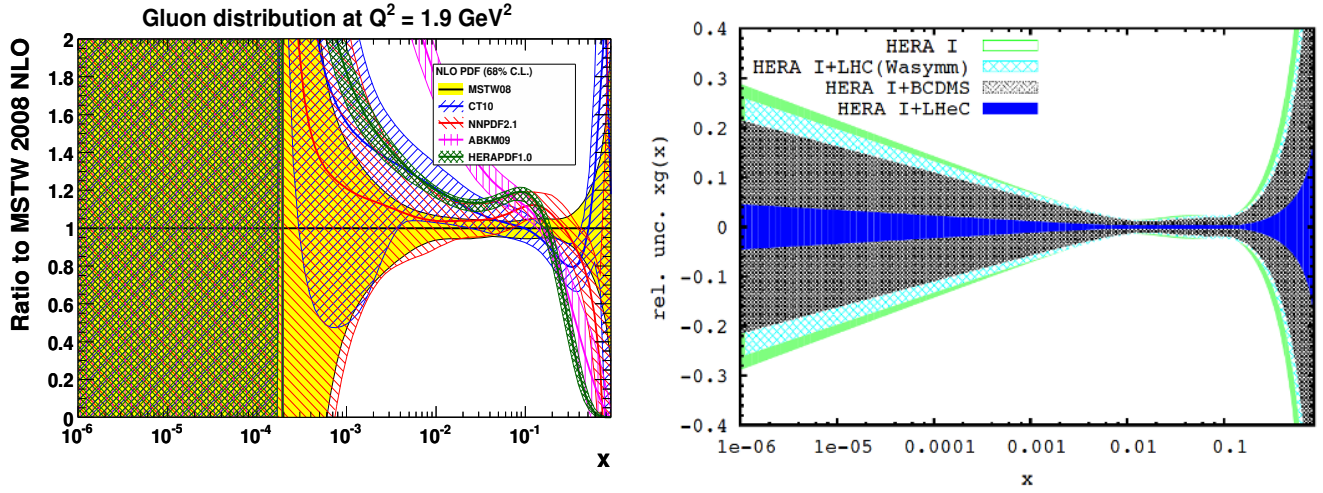 Gluon distribution at Q² = 1.9 GeV²
Ratio to MSTW 2008 NLO
2
1.8
1.6
1.4
1.2
1
0.8
0.6
0.4
0.2
0
NLO PDF (68% C.L.)
MSTW08
CT10
NNPDF2.1
ABKM09
HERAPDF1.0
10⁻⁶
10⁻⁵
10⁻⁴
10⁻³
10⁻²
10⁻¹
x
rel. unc. xg(x)
0.4
0.3
0.2
0.1
0
-0.1
-0.2
-0.3
-0.4
HERA I
HERA I+LHC(Wasymm)
HERA I+BCDMS
HERA I+LHeC
1e-06
1e-05
0.0001
0.001
0.01
0.1
x